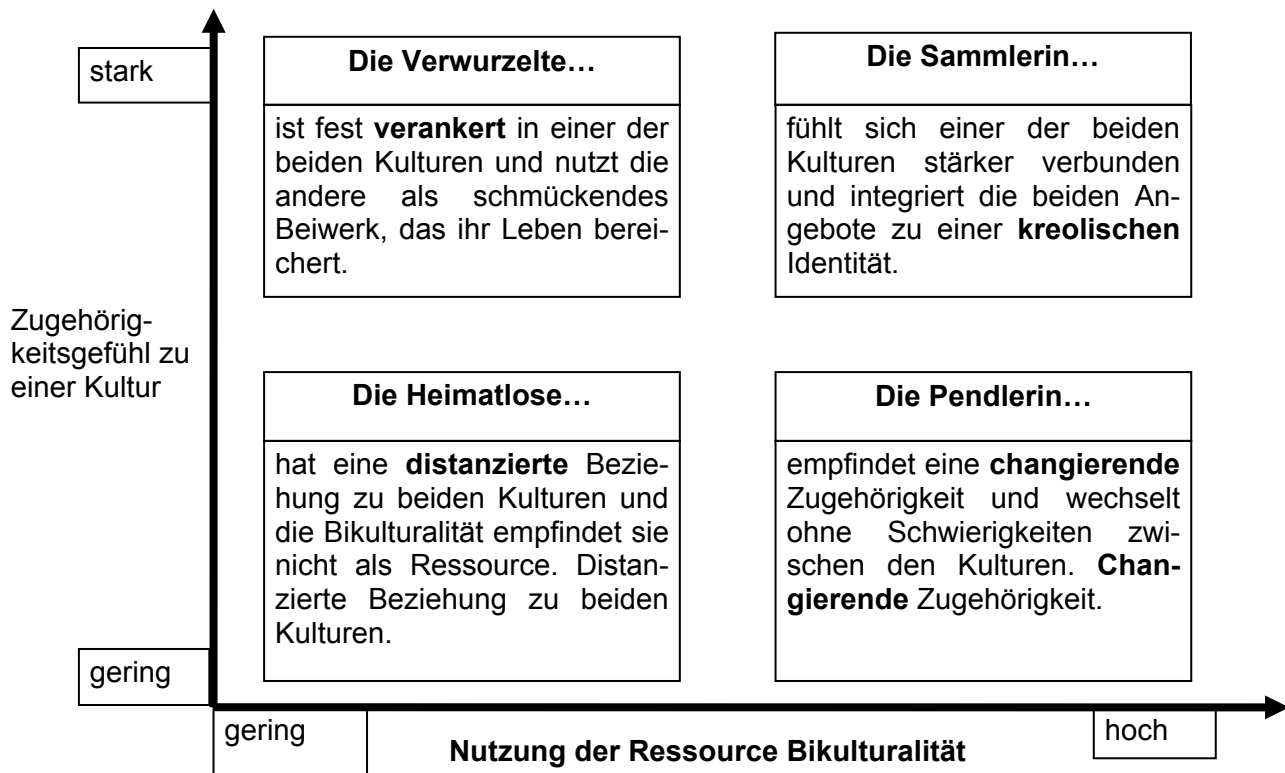 stark
Die Verwurzelte…
ist fest verankert in einer der
beiden Kulturen und nutzt die
andere als schmückendes
Beiwerk, das ihr Leben berei-
chert.
Die Sammlerin…
fühlt sich einer der beiden
Kulturen stärker verbunden
und integriert die beiden An-
gebote zu einer kreolischen
Identität.
Zugehörig-
keitsgefühl zu
einer Kultur
Die Heimatlose…
hat eine distanzierte Bezie-
hung zu beiden Kulturen und
die Bikulturalität empfindet sie
nicht als Ressource. Distan-
zierte Beziehung zu beiden
Kulturen.
Die Pendlerin…
empfindet eine changierende
Zugehörigkeit und wechselt
ohne Schwierigkeiten zwi-
schen den Kulturen. Chan-
gierende Zugehörigkeit.
gering
gering
Nutzung der Ressource Bikulturalität
hoch